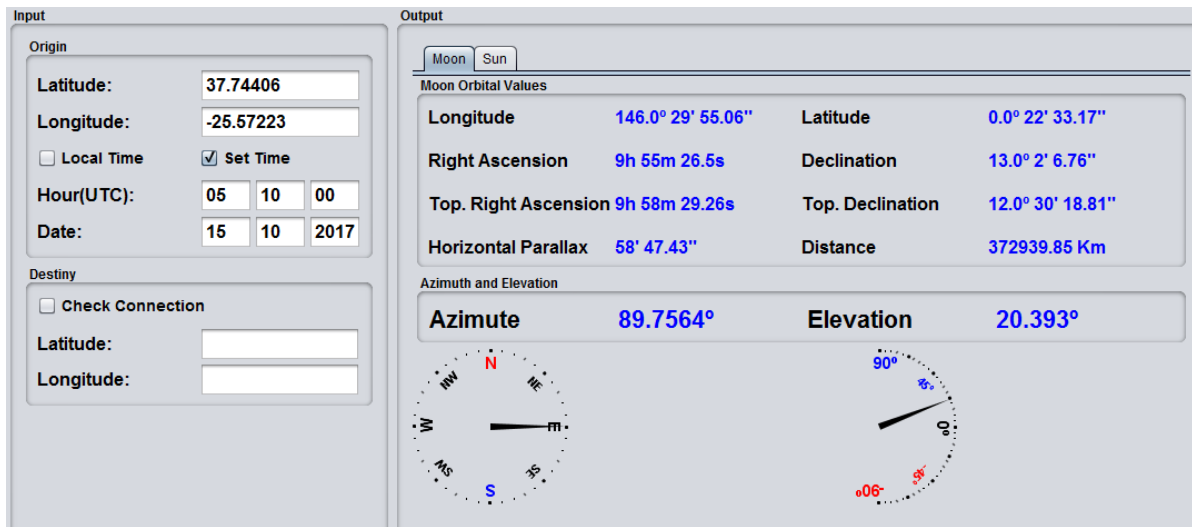 Input
Origin
Latitude: 37.74406
Longitude: -25.57223
Local Time Set Time
Hour(UTC): 05 10 00
Date: 15 10 2017
Destiny
Check Connection
Latitude:
Longitude:
Output
Moon Sun
Moon Orbital Values
Longitude 146.0º 29' 55.06'' Latitude 0.0º 22' 33.17''
Right Ascension 9h 55m 26.5s Declination 13.0º 2' 6.76''
Top. Right Ascension 9h 58m 29.26s Top. Declination 12.0º 30' 18.81''
Horizontal Parallax 58' 47.43'' Distance 372939.85 Km
Azimuth and Elevation
Azimute 89.7564º Elevation 20.393º
N
NW NE
W E
SW SE
S
90º
45º
0º
-45º
-90º